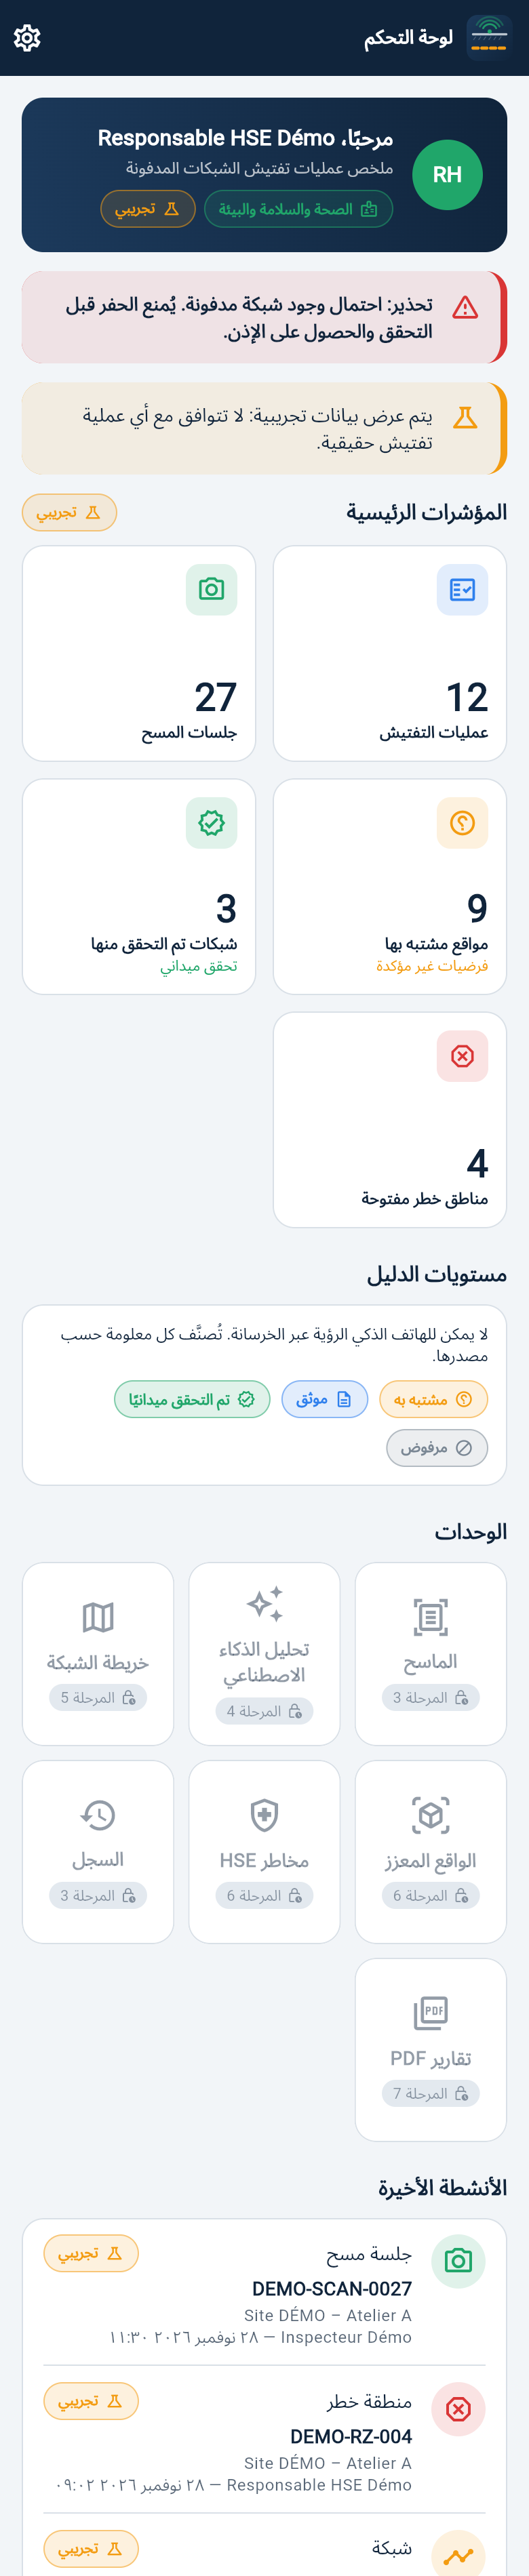 لوحة التحكم
RH
مرحبًا، Responsable HSE Démo
ملخص عمليات تفتيش الشبكات المدفونة
الصحة والسلامة والبيئة
تجريبي
تحذير: احتمال وجود شبكة مدفونة. يُمنع الحفر قبل
التحقق والحصول على الإذن.
يتم عرض بيانات تجريبية: لا تتوافق مع أي عملية
تفتيش حقيقية.
المؤشرات الرئيسية
تجريبي
12
عمليات التفتيش
27
جلسات المسح
9
مواقع مشتبه بها
فرضيات غير مؤكدة
3
شبكات تم التحقق منها
تحقق ميداني
4
مناطق خطر مفتوحة
مستويات الدليل
لا يمكن للهاتف الذكي الرؤية عبر الخرسانة. تُصنَّف كل معلومة حسب
مصدرها.
مشتبه به
موثق
تم التحقق ميدانيًا
مرفوض
الوحدات
الماسح
المرحلة 3
تحليل الذكاء
الاصطناعي
المرحلة 4
خريطة الشبكة
المرحلة 5
الواقع المعزز
المرحلة 6
مخاطر HSE
المرحلة 6
السجل
المرحلة 3
PDF
تقارير PDF
المرحلة 7
الأنشطة الأخيرة
جلسة مسح
تجريبي
DEMO-SCAN-0027
Site DÉMO – Atelier A
Inspecteur Démo — ٢٨ نوفمبر ٢٠٢٦ ١١:٣٠
منطقة خطر
تجريبي
DEMO-RZ-004
Site DÉMO – Atelier A
Responsable HSE Démo — ٢٨ نوفمبر ٢٠٢٦ ٠٩:٠٢
شبكة
تجريبي